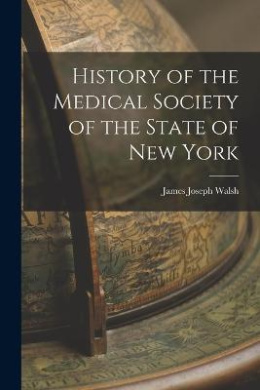 History of the
Medical Society
of the State of
New York
James Joseph Walsh